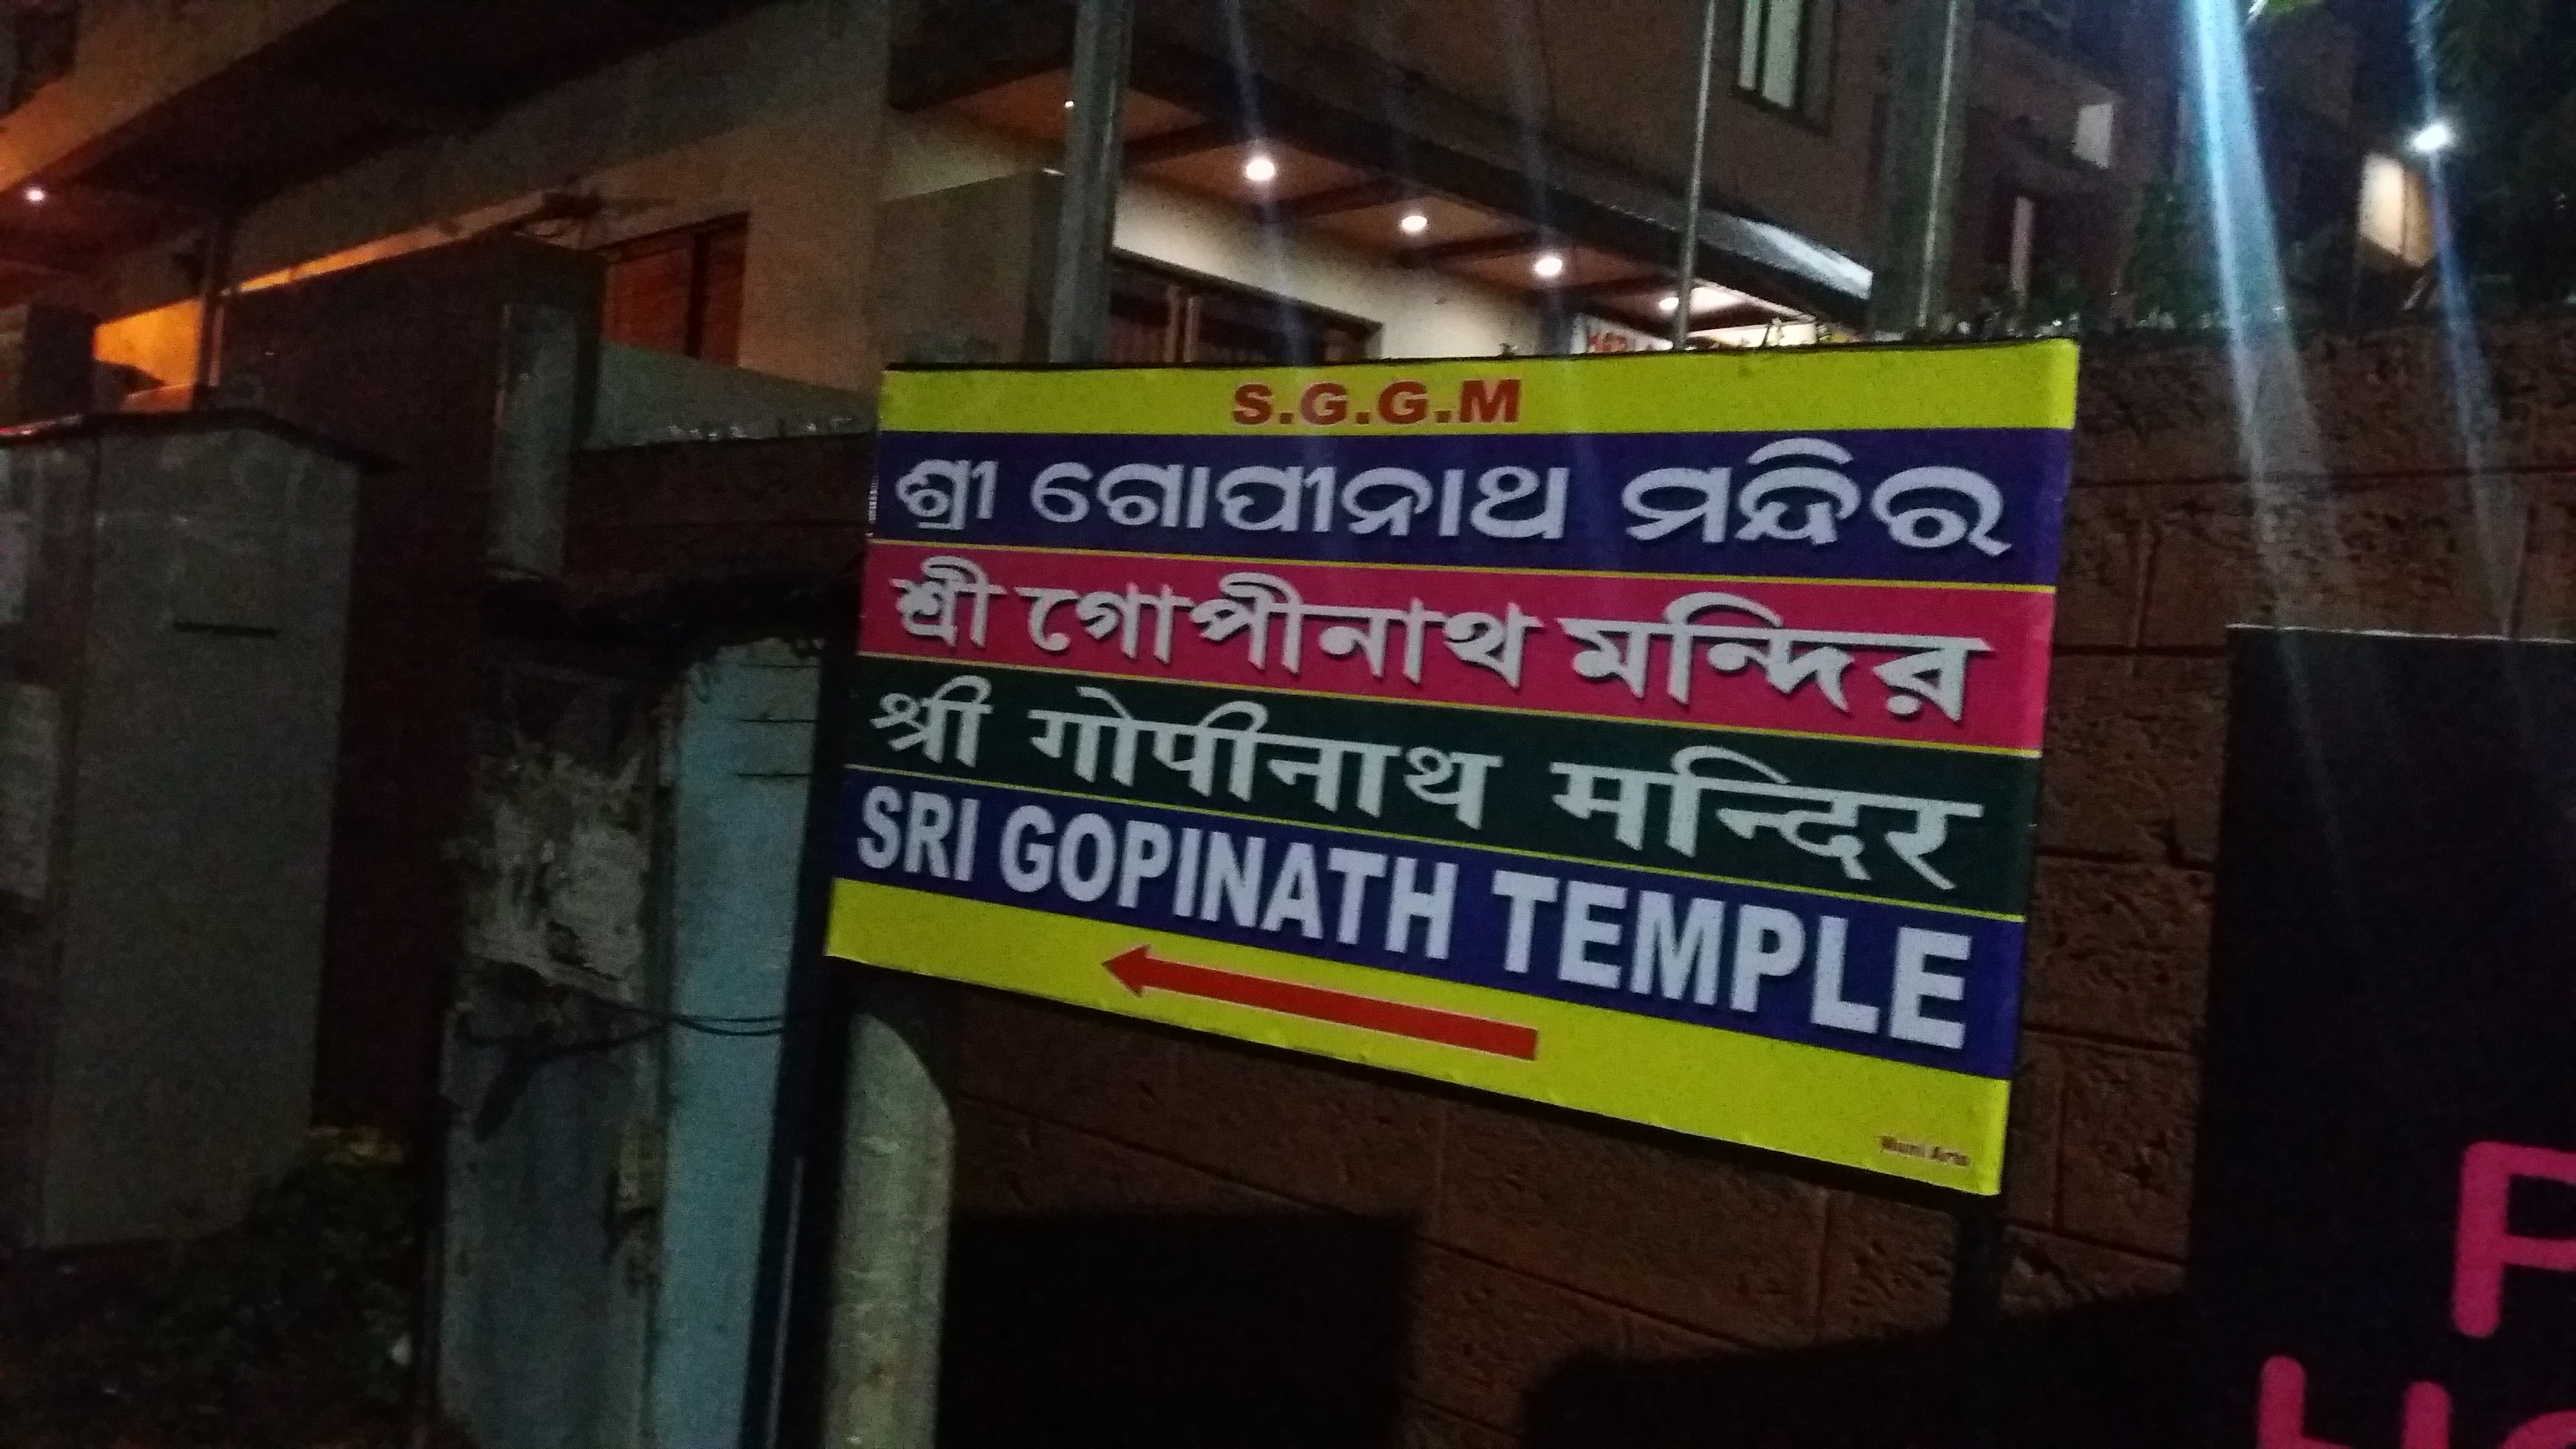 S.G.G.M
ଶ୍ରୀ ଗୋପୀନାଥ ମନ୍ଦିର
শ্রী গোপীনাথ মন্দির
श्री गोपीनाथ मन्दिर
SRI GOPINATH TEMPLE